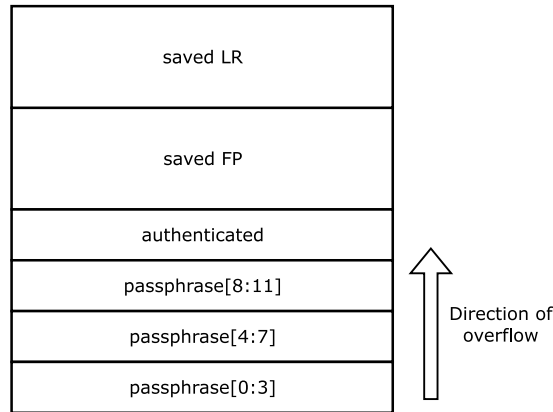 saved LR
saved FP
authenticated
passphrase[8:11]
passphrase[4:7]
passphrase[0:3]
Direction of
overflow